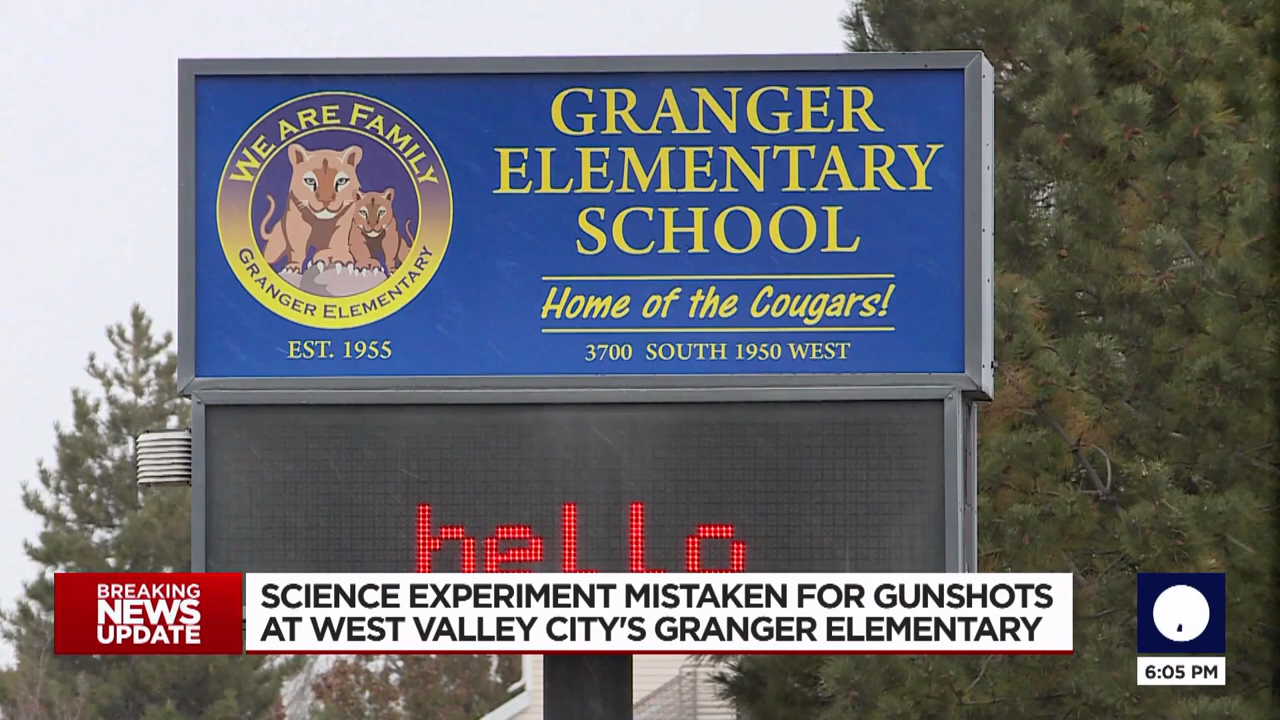 WE ARE FAMILY
GRANGER ELEMENTARY
EST. 1955
GRANGER
ELEMENTARY
SCHOOL
Home of the Cougars!
3700 SOUTH 1950 WEST
hello
BREAKING
NEWS
UPDATE
SCIENCE EXPERIMENT MISTAKEN FOR GUNSHOTS
AT WEST VALLEY CITY'S GRANGER ELEMENTARY
6:05 PM